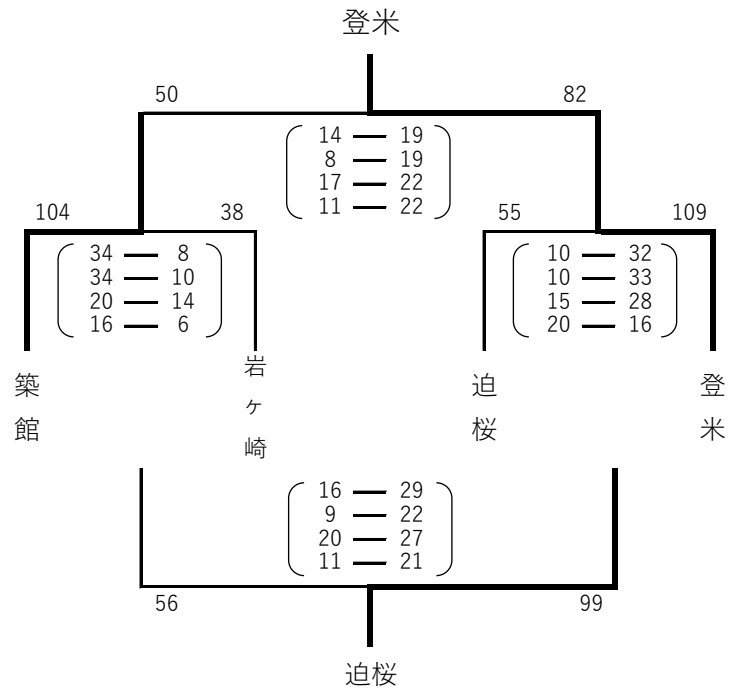 登米
50 82
14 — 19
8 — 19
17 — 22
11 — 22
104 38 55 109
34 — 8 10 — 32
34 — 10 10 — 33
20 — 14 15 — 28
16 — 6 20 — 16
築館
岩ヶ崎
迫桜
登米
16 — 29
9 — 22
20 — 27
11 — 21
56 99
迫桜